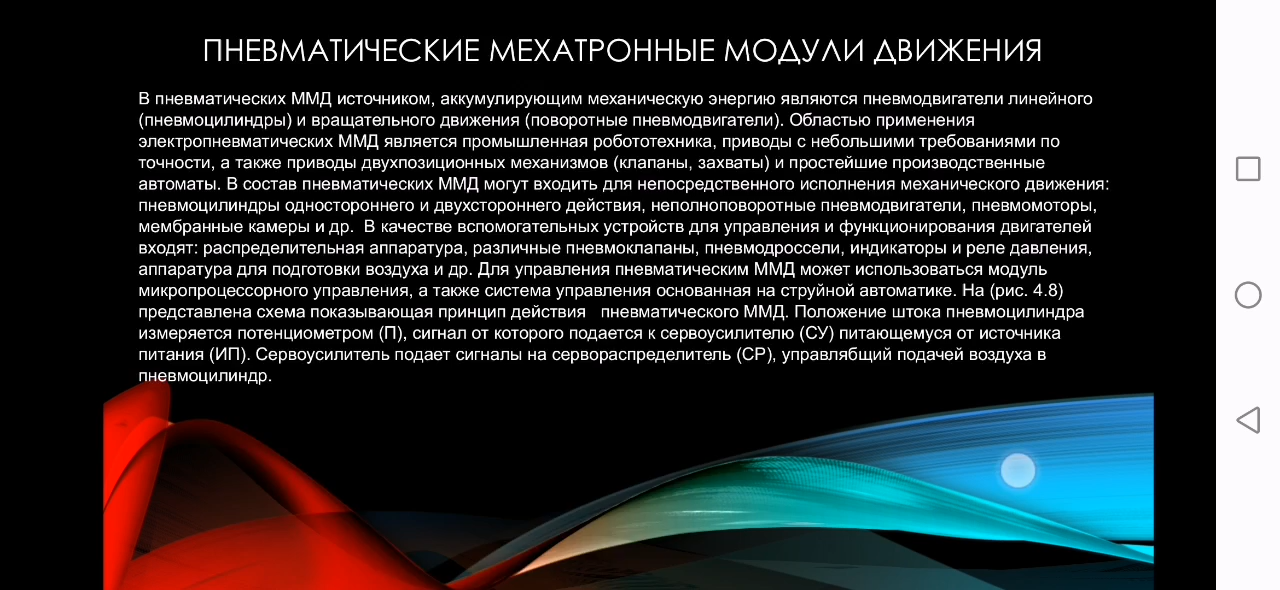 ПНЕВМАТИЧЕСКИЕ МЕХАТРОННЫЕ МОДУЛИ ДВИЖЕНИЯ
В пневматических ММД источником, аккумулирующим механическую энергию являются пневмодвигатели линейного
(пневмоцилиндры) и вращательного движения (поворотные пневмодвигатели). Областью применения
электропневматических ММД является промышленная робототехника, приводы с небольшими требованиями по
точности, а также приводы двухпозиционных механизмов (клапаны, захваты) и простейшие производственные
автоматы. В состав пневматических ММД могут входить для непосредственного исполнения механического движения:
пневмоцилиндры одностороннего и двухстороннего действия, неполноповоротные пневмодвигатели, пневмомоторы,
мембранные камеры и др.  В качестве вспомогательных устройств для управления и функционирования двигателей
входят: распределительная аппаратура, различные пневмоклапаны, пневмодроссели, индикаторы и реле давления,
аппаратура для подготовки воздуха и др. Для управления пневматическим ММД может использоваться модуль
микропроцессорного управления, а также система управления основанная на струйной автоматике. На (рис. 4.8)
представлена схема показывающая принцип действия   пневматического ММД. Положение штока пневмоцилиндра
измеряется потенциометром (П), сигнал от которого подается к сервоусилителю (СУ) питающемуся от источника
питания (ИП). Сервоусилитель подает сигналы на сервораспределитель (СР), управлябщий подачей воздуха в
пневмоцилиндр.